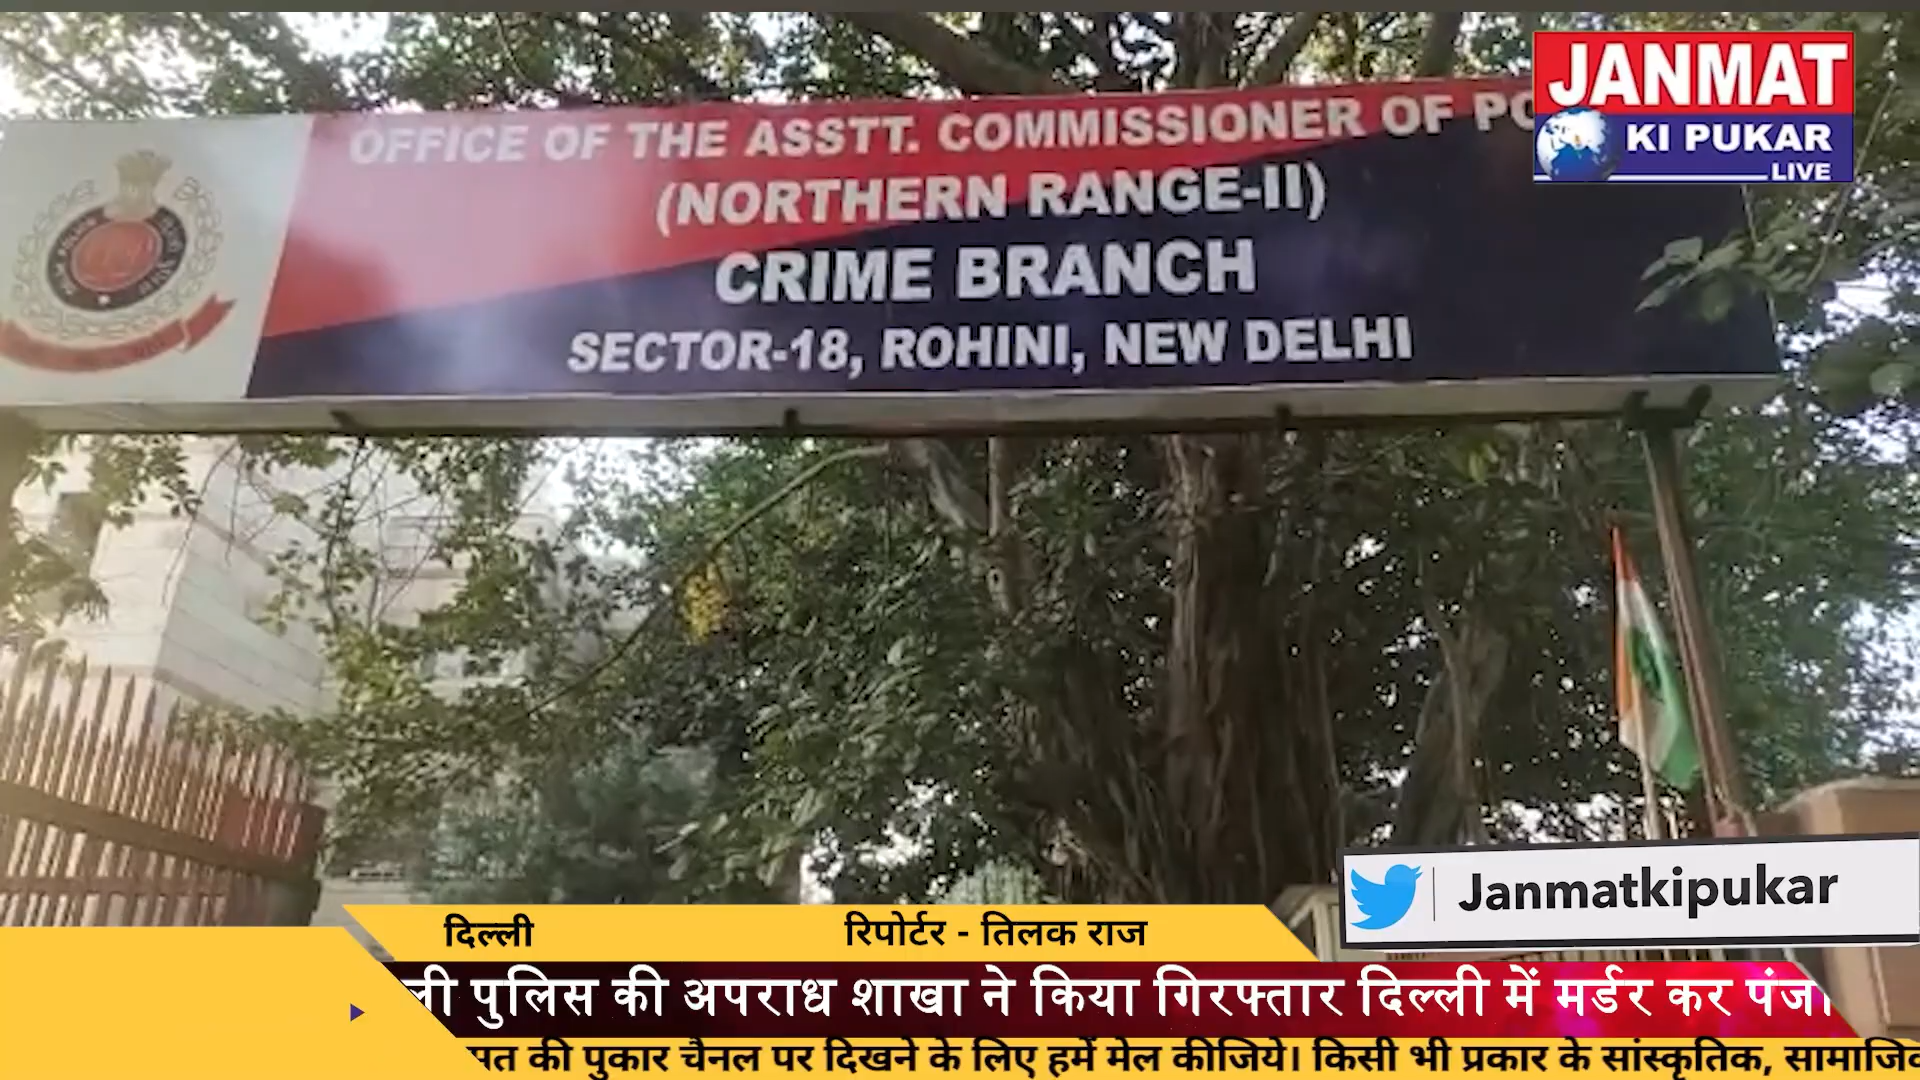 OFFICE OF THE ASSTT. COMMISSIONER OF PO
(NORTHERN RANGE-II)
CRIME BRANCH
SECTOR-18, ROHINI, NEW DELHI
JANMAT
KI PUKAR
LIVE
Janmatkipukar
दिल्ली
रिपोर्टर - तिलक राज
ली पुलिस की अपराध शाखा ने किया गिरफ्तार दिल्ली में मर्डर कर पंजा
मत की पुकार चैनल पर दिखने के लिए हमें मेल कीजिये। किसी भी प्रकार के सांस्कृतिक, सामाजिक